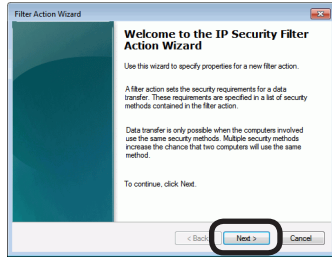 Filter Action Wizard
Welcome to the IP Security Filter
Action Wizard
Use this wizard to specify properties for a new filter action.
A filter action sets the security requirements for a data
transfer. These requirements are specified in a list of security
methods contained in the filter action.
Data transfer is only possible when the computers involved
use the same security methods. Multiple security methods
increase the chance that two computers will use the same
method.
To continue, click Next.
< Back Next > Cancel